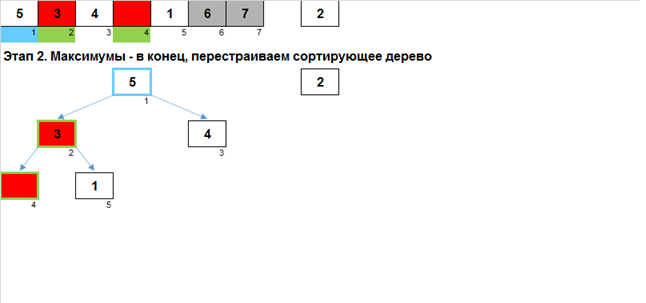 5 3 4 1 6 7 2
1 2 3 4 5 6 7
Этап 2. Максимумы - в конец, перестраиваем сортирующее дерево
5 2
1
3 4
2 3
1
4 5